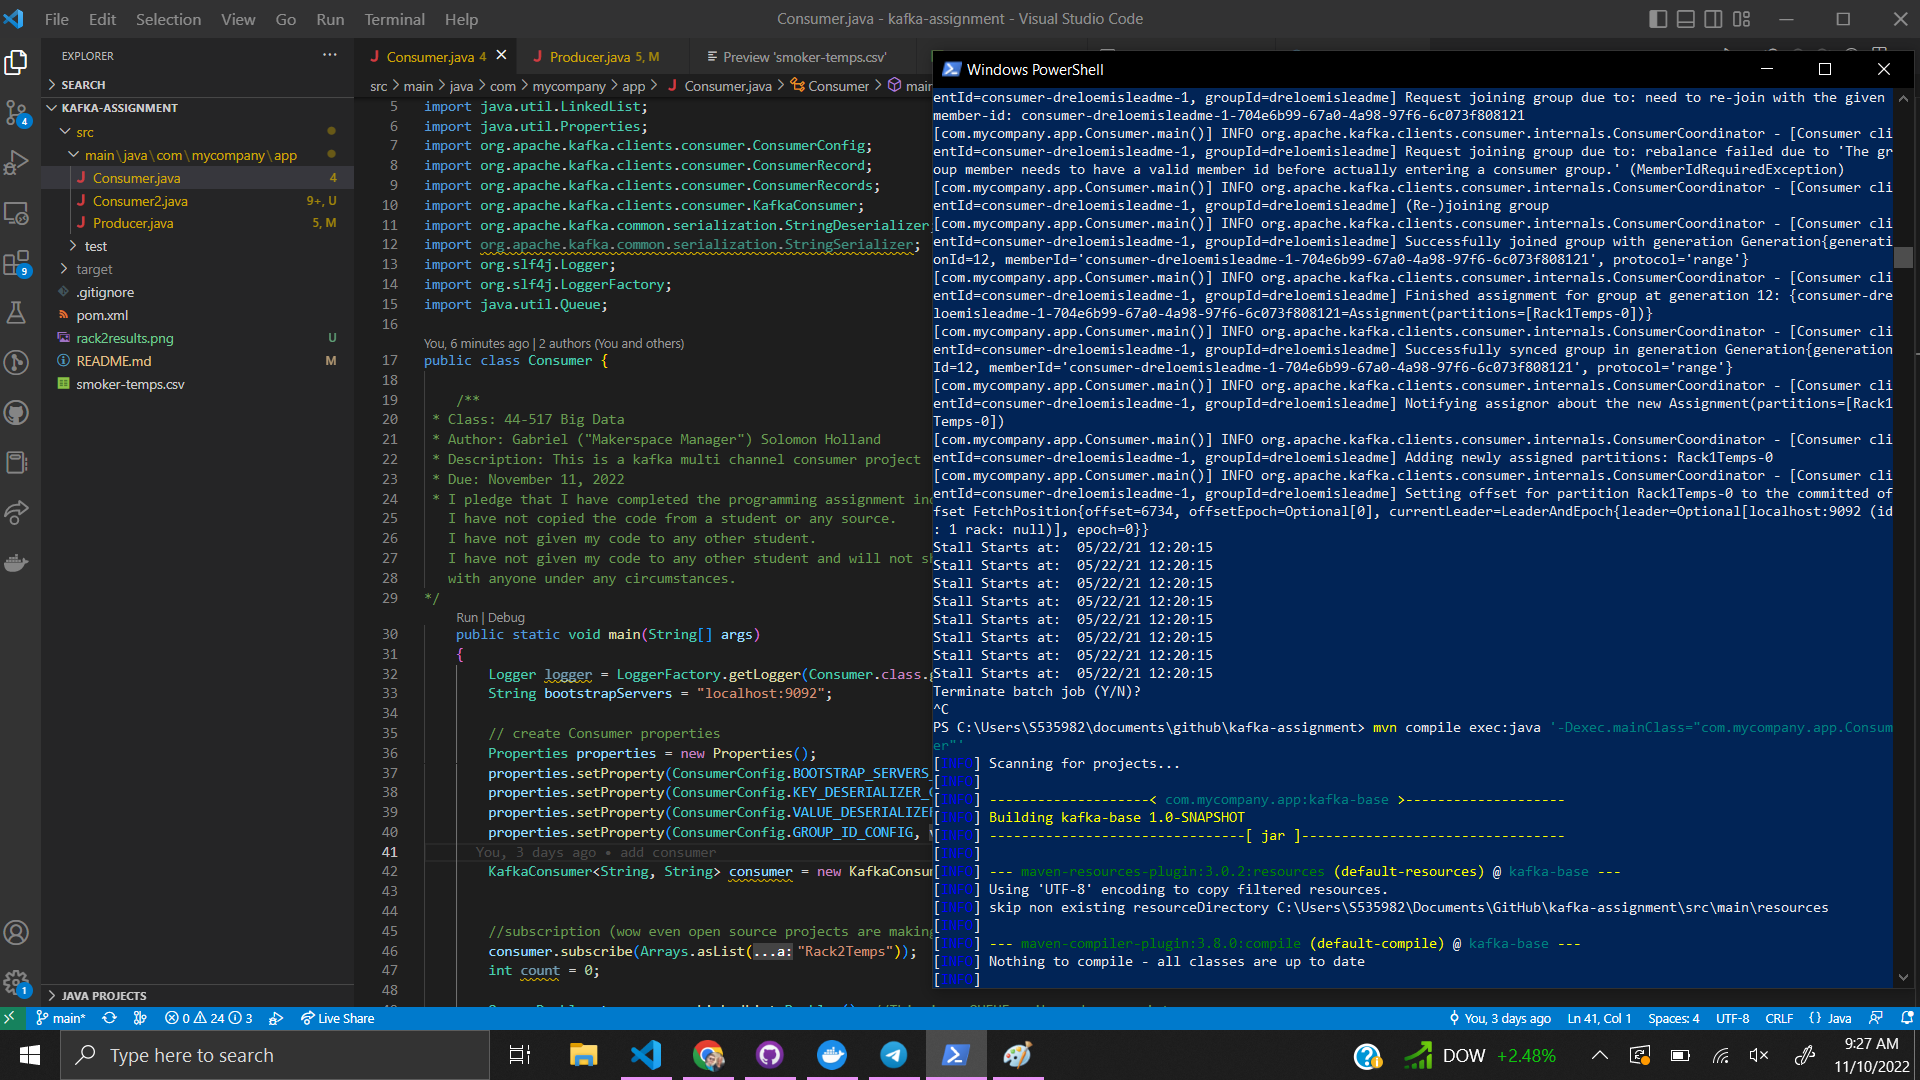 File Edit Selection View Go Run Terminal Help
Consumer.java - kafka-assignment - Visual Studio Code
EXPLORER
SEARCH
KAFKA-ASSIGNMENT
src
main\java\com\mycompany\app
Consumer.java 4
Consumer2.java 9+, U
Producer.java 5, M
test
target
.gitignore
pom.xml
rack2results.png U
README.md M
smoker-temps.csv
JAVA PROJECTS
Consumer.java 4
Producer.java 5, M
Preview 'smoker-temps.csv'
src > main > java > com > mycompany > app > Consumer.java > Consumer > main
5 import java.util.LinkedList;
6 import java.util.Properties;
7 import org.apache.kafka.clients.consumer.ConsumerConfig;
8 import org.apache.kafka.clients.consumer.ConsumerRecord;
9 import org.apache.kafka.clients.consumer.ConsumerRecords;
10 import org.apache.kafka.clients.consumer.KafkaConsumer;
11 import org.apache.kafka.common.serialization.StringDeserializer;
12 import org.apache.kafka.common.serialization.StringSerializer;
13 import org.slf4j.Logger;
14 import org.slf4j.LoggerFactory;
15 import java.util.Queue;
16
You, 6 minutes ago | 2 authors (You and others)
17 public class Consumer {
18
19 /**
20 * Class: 44-517 Big Data
21 * Author: Gabriel ("Makerspace Manager") Solomon Holland
22 * Description: This is a kafka multi channel consumer project
23 * Due: November 11, 2022
24 * I pledge that I have completed the programming assignment in
25 I have not copied the code from a student or any source.
26 I have not given my code to any other student.
27 I have not given my code to any other student and will not s
28 with anyone under any circumstances.
29 */
Run | Debug
30 public static void main(String[] args)
31 {
32 Logger logger = LoggerFactory.getLogger(Consumer.class.
33 String bootstrapServers = "localhost:9092";
34
35 // create Consumer properties
36 Properties properties = new Properties();
37 properties.setProperty(ConsumerConfig.BOOTSTRAP_SERVERS_
38 properties.setProperty(ConsumerConfig.KEY_DESERIALIZER_
39 properties.setProperty(ConsumerConfig.VALUE_DESERIALIZE
40 properties.setProperty(ConsumerConfig.GROUP_ID_CONFIG,
41 You, 3 days ago • add consumer
42 KafkaConsumer<String, String> consumer = new KafkaConsu
43
44
45 //subscription (wow even open source projects are makin
46 consumer.subscribe(Arrays.asList(...a: "Rack2Temps"));
47 int count = 0;
48
Windows PowerShell
entId=consumer-dreloemisleadme-1, groupId=dreloemisleadme] Request joining group due to: need to re-join with the given
member-id: consumer-dreloemisleadme-1-704e6b99-67a0-4a98-97f6-6c073f808121
[com.mycompany.app.Consumer.main()] INFO org.apache.kafka.clients.consumer.internals.ConsumerCoordinator - [Consumer cli
entId=consumer-dreloemisleadme-1, groupId=dreloemisleadme] Request joining group due to: rebalance failed due to 'The gr
oup member needs to have a valid member id before actually entering a consumer group.' (MemberIdRequiredException)
[com.mycompany.app.Consumer.main()] INFO org.apache.kafka.clients.consumer.internals.ConsumerCoordinator - [Consumer cli
entId=consumer-dreloemisleadme-1, groupId=dreloemisleadme] (Re-)joining group
[com.mycompany.app.Consumer.main()] INFO org.apache.kafka.clients.consumer.internals.ConsumerCoordinator - [Consumer cli
entId=consumer-dreloemisleadme-1, groupId=dreloemisleadme] Successfully joined group with generation Generation{generati
onId=12, memberId='consumer-dreloemisleadme-1-704e6b99-67a0-4a98-97f6-6c073f808121', protocol='range'}
[com.mycompany.app.Consumer.main()] INFO org.apache.kafka.clients.consumer.internals.ConsumerCoordinator - [Consumer cli
entId=consumer-dreloemisleadme-1, groupId=dreloemisleadme] Finished assignment for group at generation 12: {consumer-dre
loemisleadme-1-704e6b99-67a0-4a98-97f6-6c073f808121=Assignment(partitions=[Rack1Temps-0])}
[com.mycompany.app.Consumer.main()] INFO org.apache.kafka.clients.consumer.internals.ConsumerCoordinator - [Consumer cli
entId=consumer-dreloemisleadme-1, groupId=dreloemisleadme] Successfully synced group in generation Generation{generation
Id=12, memberId='consumer-dreloemisleadme-1-704e6b99-67a0-4a98-97f6-6c073f808121', protocol='range'}
[com.mycompany.app.Consumer.main()] INFO org.apache.kafka.clients.consumer.internals.ConsumerCoordinator - [Consumer cli
entId=consumer-dreloemisleadme-1, groupId=dreloemisleadme] Notifying assignor about the new Assignment(partitions=[Rack1
Temps-0])
[com.mycompany.app.Consumer.main()] INFO org.apache.kafka.clients.consumer.internals.ConsumerCoordinator - [Consumer cli
entId=consumer-dreloemisleadme-1, groupId=dreloemisleadme] Adding newly assigned partitions: Rack1Temps-0
[com.mycompany.app.Consumer.main()] INFO org.apache.kafka.clients.consumer.internals.ConsumerCoordinator - [Consumer cli
entId=consumer-dreloemisleadme-1, groupId=dreloemisleadme] Setting offset for partition Rack1Temps-0 to the committed of
fset FetchPosition{offset=6734, offsetEpoch=Optional[0], currentLeader=LeaderAndEpoch{leader=Optional[localhost:9092 (id
: 1 rack: null)], epoch=0}}
Stall Starts at: 05/22/21 12:20:15
Stall Starts at: 05/22/21 12:20:15
Stall Starts at: 05/22/21 12:20:15
Stall Starts at: 05/22/21 12:20:15
Stall Starts at: 05/22/21 12:20:15
Stall Starts at: 05/22/21 12:20:15
Stall Starts at: 05/22/21 12:20:15
Stall Starts at: 05/22/21 12:20:15
Terminate batch job (Y/N)?
^C
PS C:\Users\S535982\documents\github\kafka-assignment> mvn compile exec:java '-Dexec.mainClass="com.mycompany.app.Consum
er"'
[INFO] Scanning for projects...
[INFO]
[INFO] --------------------< com.mycompany.app:kafka-base >--------------------
[INFO] Building kafka-base 1.0-SNAPSHOT
[INFO] --------------------------------[ jar ]---------------------------------
[INFO]
[INFO] --- maven-resources-plugin:3.0.2:resources (default-resources) @ kafka-base ---
[INFO] Using 'UTF-8' encoding to copy filtered resources.
[INFO] skip non existing resourceDirectory C:\Users\S535982\Documents\GitHub\kafka-assignment\src\main\resources
[INFO]
[INFO] --- maven-compiler-plugin:3.8.0:compile (default-compile) @ kafka-base ---
[INFO] Nothing to compile - all classes are up to date
[INFO]
4
9
1
main* 0 24 3 Live Share
You, 3 days ago Ln 41, Col 1 Spaces: 4 UTF-8 CRLF {} Java
Type here to search
DOW +2.48%
9:27 AM
11/10/2022